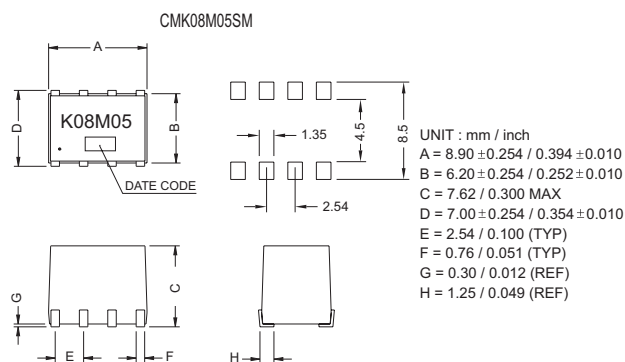 CMK08M05SM
A
K08M05
D
B
DATE CODE
1.35
4.5
8.5
2.54
UNIT : mm / inch
A = 8.90 ±0.254 / 0.394 ±0.010
B = 6.20 ±0.254 / 0.252 ±0.010
C = 7.62 / 0.300 MAX
D = 7.00 ±0.254 / 0.354 ±0.010
E = 2.54 / 0.100 (TYP)
F = 0.76 / 0.051 (TYP)
G = 0.30 / 0.012 (REF)
H = 1.25 / 0.049 (REF)
G
C
E
F
H